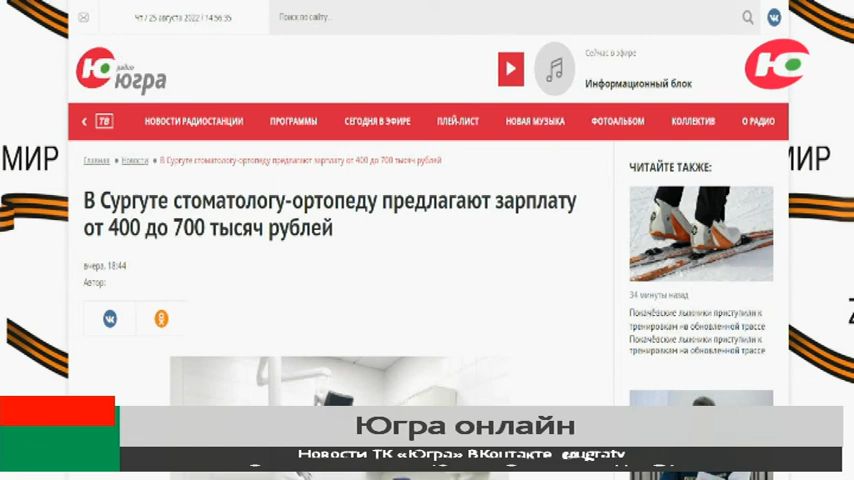 Чт / 25 августа 2022 / 14:56:35
Поиск по сайту...
Ю
радио
югра
Сейчас в эфире
Информационный блок
Ю
ТВ
НОВОСТИ РАДИОСТАНЦИИ
ПРОГРАММЫ
СЕГОДНЯ В ЭФИРЕ
ПЛЕЙ-ЛИСТ
НОВАЯ МУЗЫКА
ФОТОАЛЬБОМ
КОЛЛЕКТИВ
О РАДИО
МИР
МИР
Главная
Новости
В Сургуте стоматологу-ортопеду предлагают зарплату от 400 до 700 тысяч рублей
В Сургуте стоматологу-ортопеду предлагают зарплату
от 400 до 700 тысяч рублей
вчера, 18:44
Автор:
ЧИТАЙТЕ ТАКЖЕ:
34 минуты назад
Покачёвские лыжники приступили к
тренировкам на обновленной трассе
Покачёвские лыжники приступили к
тренировкам на обновленной трассе
Z
Югра онлайн
Новости ТК «Югра» ВКонтакте @ugratv